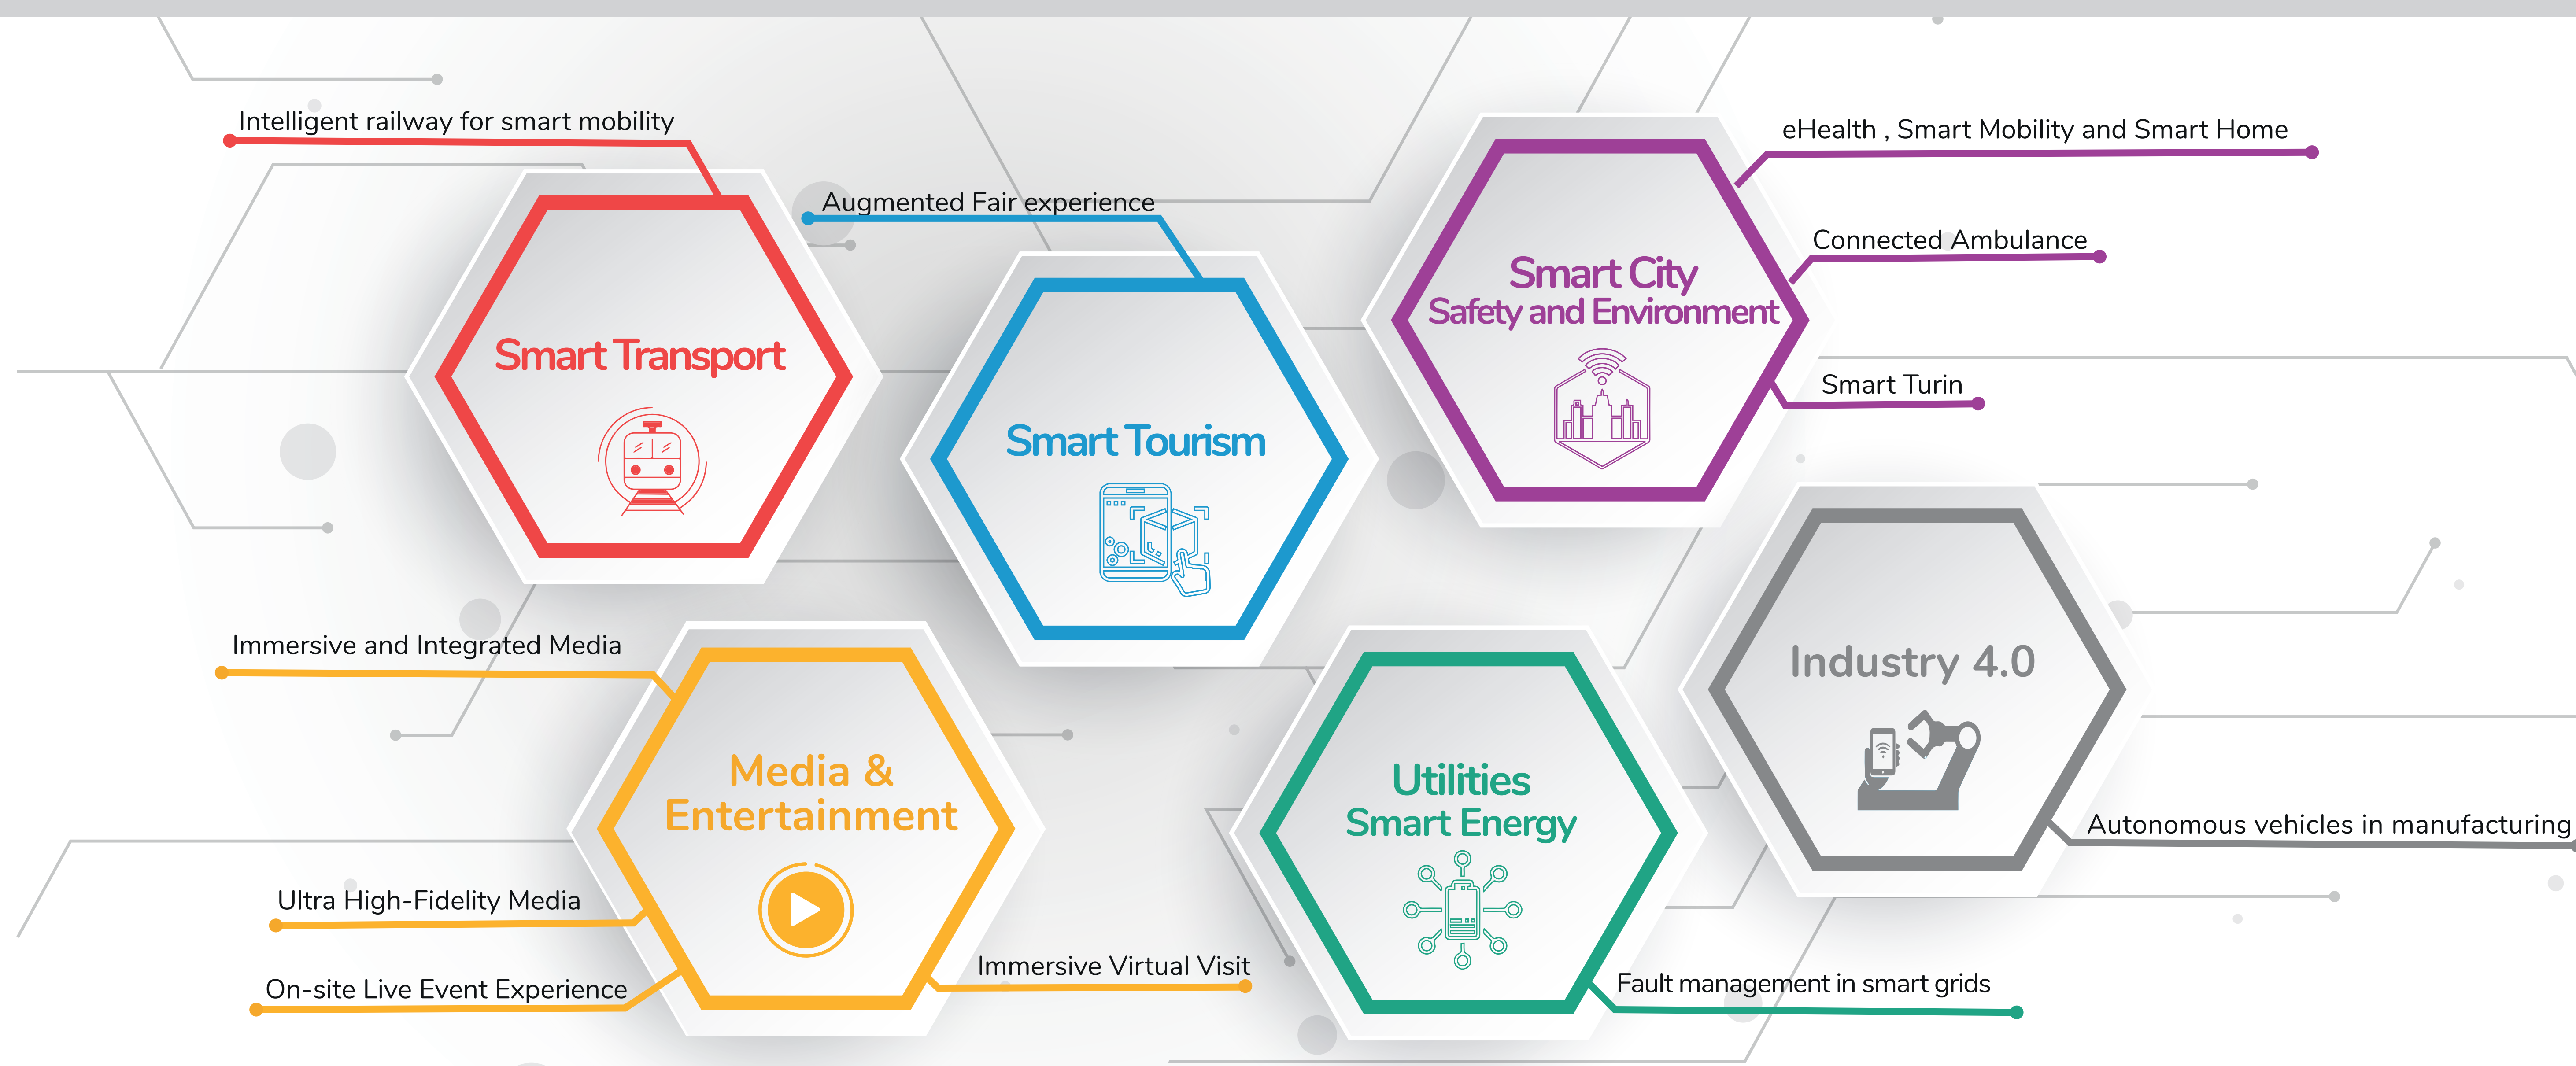 Intelligent railway for smart mobility
Smart Transport
Augmented Fair experience
Smart Tourism
eHealth , Smart Mobility and Smart Home
Connected Ambulance
Smart City
Safety and Environment
Smart Turin
Immersive and Integrated Media
Media &
Entertainment
Ultra High-Fidelity Media
On-site Live Event Experience
Immersive Virtual Visit
Utilities
Smart Energy
Fault management in smart grids
Industry 4.0
Autonomous vehicles in manufacturing